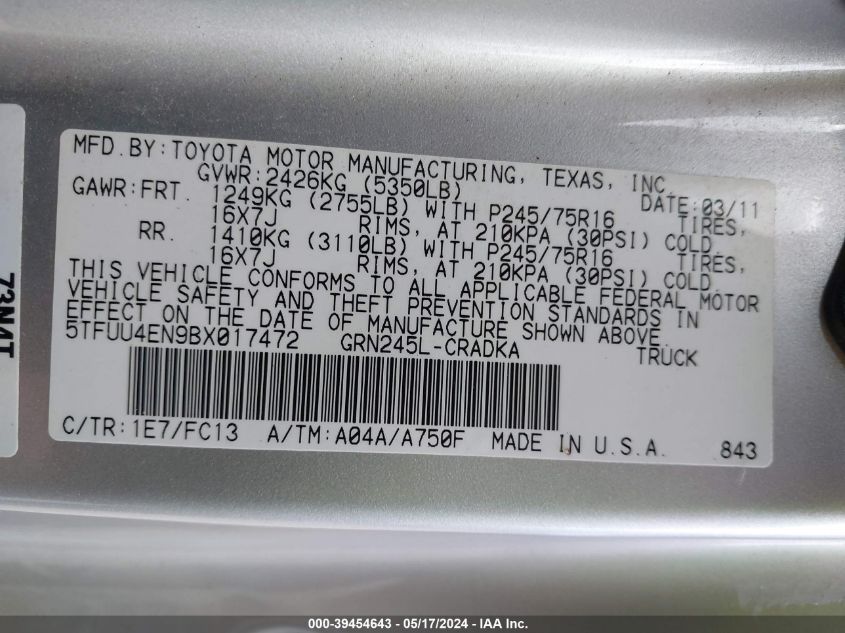 MFD.BY:TOYOTA MOTOR MANUFACTURING, TEXAS, INC.
GVWR:2426KG (5350LB) DATE:03/11
GAWR:FRT. 1249KG (2755LB) WITH P245/75R16 TIRES,
16X7J RIMS, AT 210KPA (30PSI) COLD
RR. 1410KG (3110LB) WITH P245/75R16 TIRES,
16X7J RIMS, AT 210KPA (30PSI) COLD.
THIS VEHICLE CONFORMS TO ALL APPLICABLE FEDERAL MOTOR
VEHICLE SAFETY AND THEFT PREVENTION STANDARDS IN
EFFECT ON THE DATE OF MANUFACTURE SHOWN ABOVE.
5TFUU4EN9BX017472 GRN245L-CRADKA TRUCK
C/TR:1E7/FC13 A/TM:A04A/A750F MADE IN U.S.A. 843
73N4T
000-39454643 - 05/17/2024 - IAA Inc.